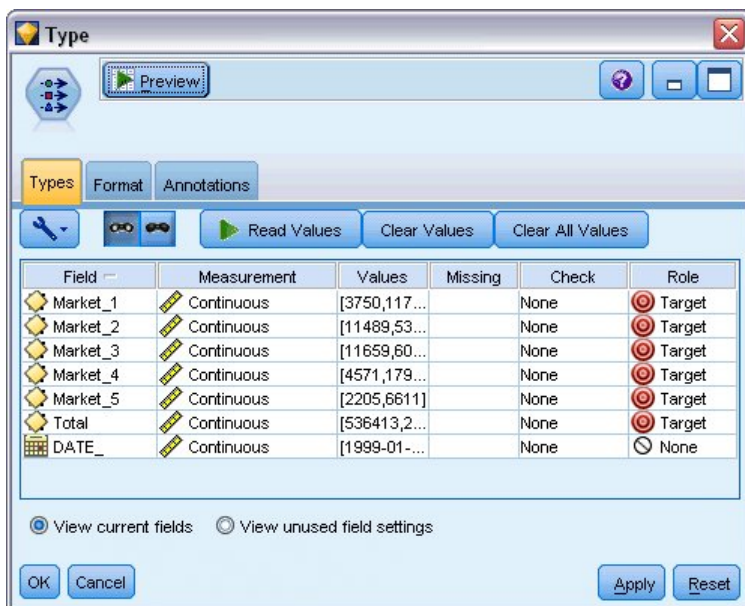 Type
Preview
Types Format Annotations
Read Values Clear Values Clear All Values
Field Measurement Values Missing Check Role
Market_1 Continuous [3750,117... None Target
Market_2 Continuous [11489,53... None Target
Market_3 Continuous [11659,60... None Target
Market_4 Continuous [4571,179... None Target
Market_5 Continuous [2205,6611] None Target
Total Continuous [536413,2... None Target
DATE_ Continuous [1999-01-... None None
View current fields View unused field settings
OK Cancel Apply Reset